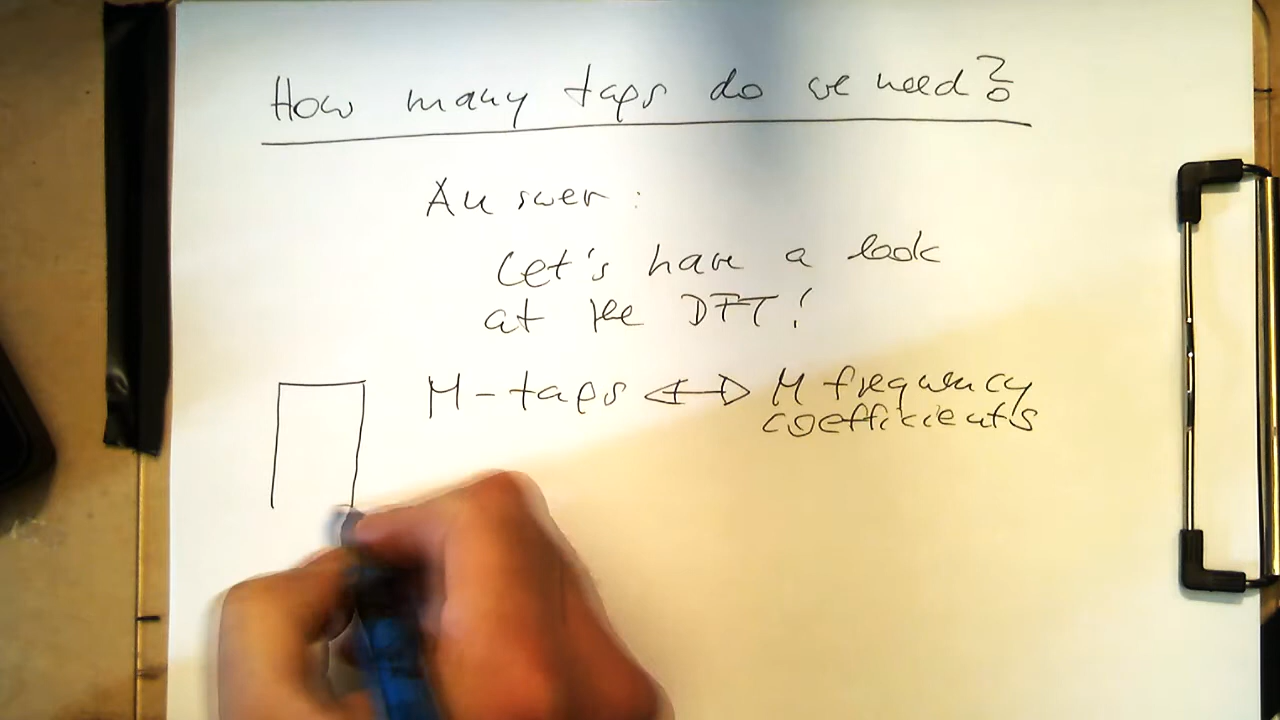 How many taps do we need?
Answer:
Let's have a look
at the DFT!
M-taps ↔ M frequency
coefficients